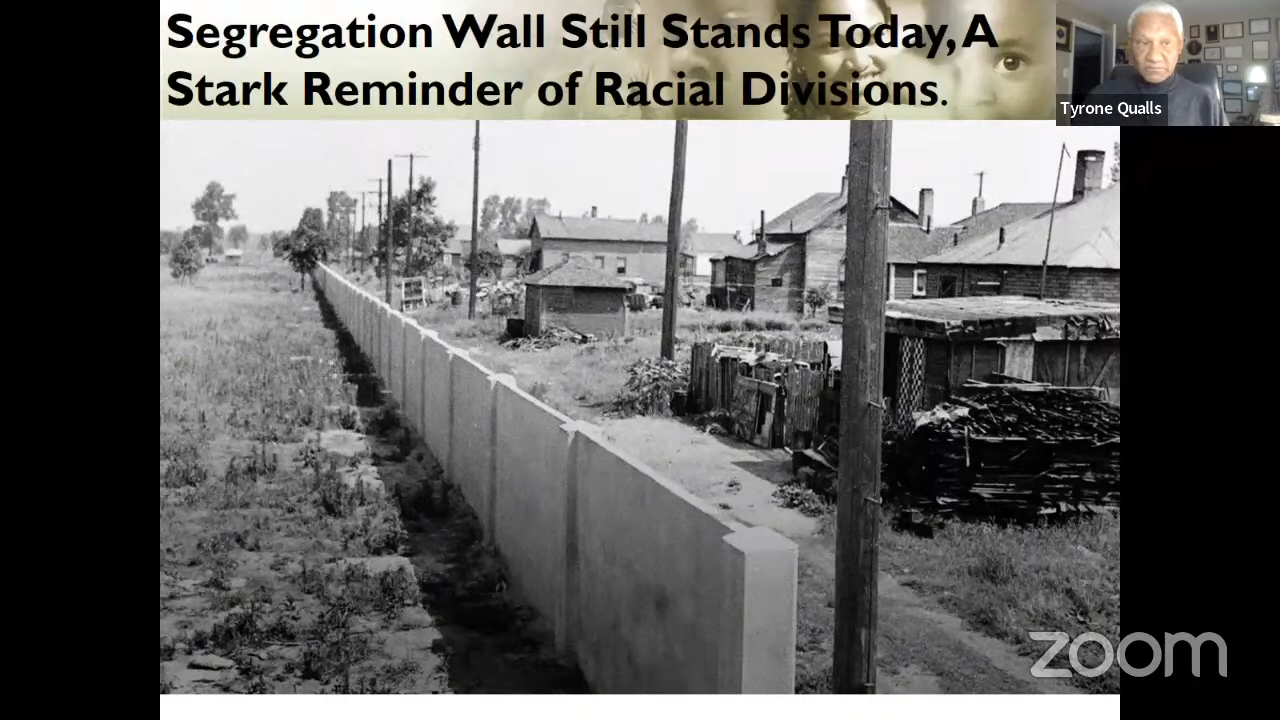 Segregation Wall Still Stands Today, A
Stark Reminder of Racial Divisions.
Tyrone Qualls
zoom